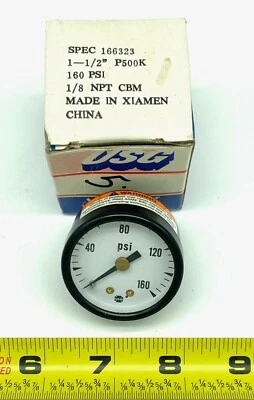 SPEC 166323
1—1/2" P500K
160 PSI
1/8 NPT CBM
MADE IN XIAMEN
CHINA
USG
5.
WARNING
80
psi
40
120
160
6 7 8 9